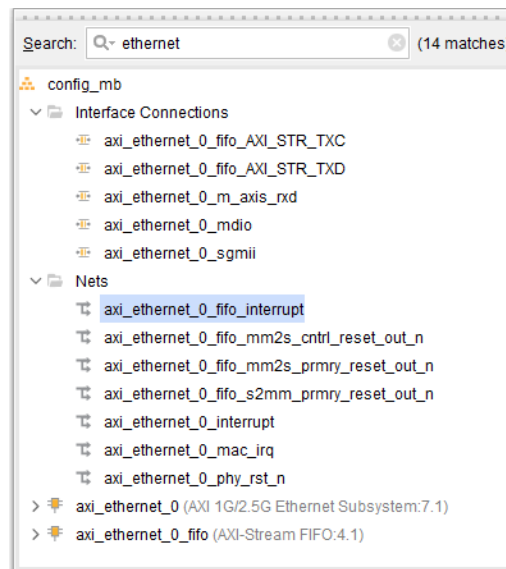 Search: ethernet (14 matches
config_mb
Interface Connections
axi_ethernet_0_fifo_AXI_STR_TXC
axi_ethernet_0_fifo_AXI_STR_TXD
axi_ethernet_0_m_axis_rxd
axi_ethernet_0_mdio
axi_ethernet_0_sgmii
Nets
axi_ethernet_0_fifo_interrupt
axi_ethernet_0_fifo_mm2s_cntrl_reset_out_n
axi_ethernet_0_fifo_mm2s_prmry_reset_out_n
axi_ethernet_0_fifo_s2mm_prmry_reset_out_n
axi_ethernet_0_interrupt
axi_ethernet_0_mac_irq
axi_ethernet_0_phy_rst_n
axi_ethernet_0 (AXI 1G/2.5G Ethernet Subsystem:7.1)
axi_ethernet_0_fifo (AXI-Stream FIFO:4.1)